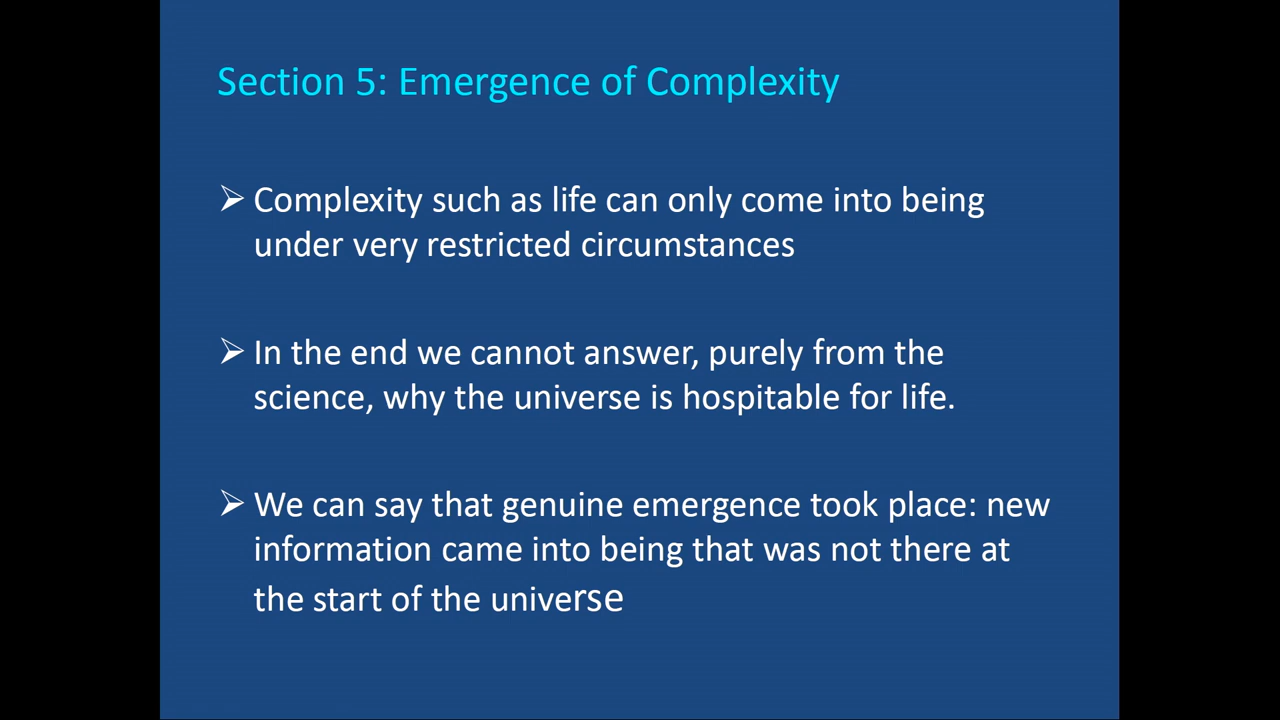 Section 5: Emergence of Complexity
➢ Complexity such as life can only come into being
under very restricted circumstances
➢ In the end we cannot answer, purely from the
science, why the universe is hospitable for life.
➢ We can say that genuine emergence took place: new
information came into being that was not there at
the start of the universe